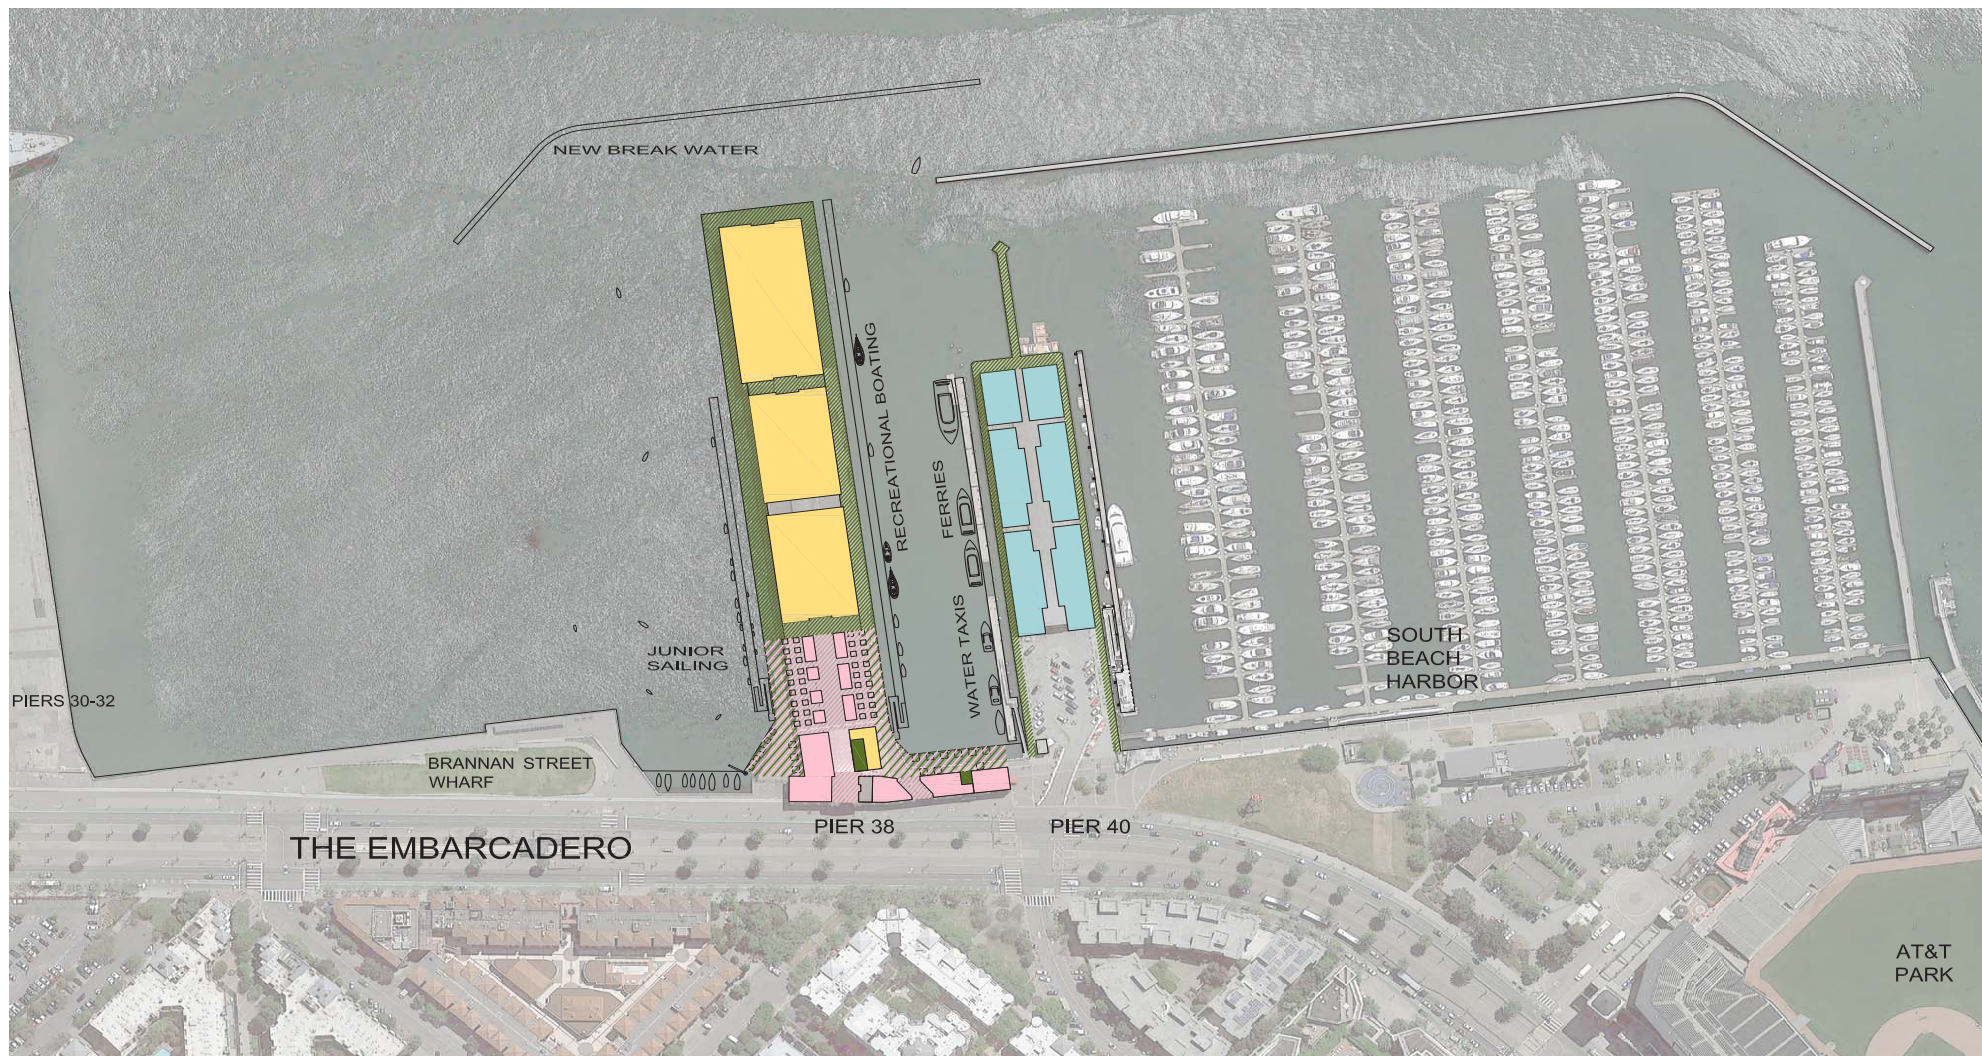 NEW BREAK WATER
RECREATIONAL BOATING
FERRIES
WATER TAXIS
JUNIOR
SAILING
SOUTH
BEACH
HARBOR
PIERS 30-32
BRANNAN STREET
WHARF
PIER 38
PIER 40
THE EMBARCADERO
AT&T
PARK